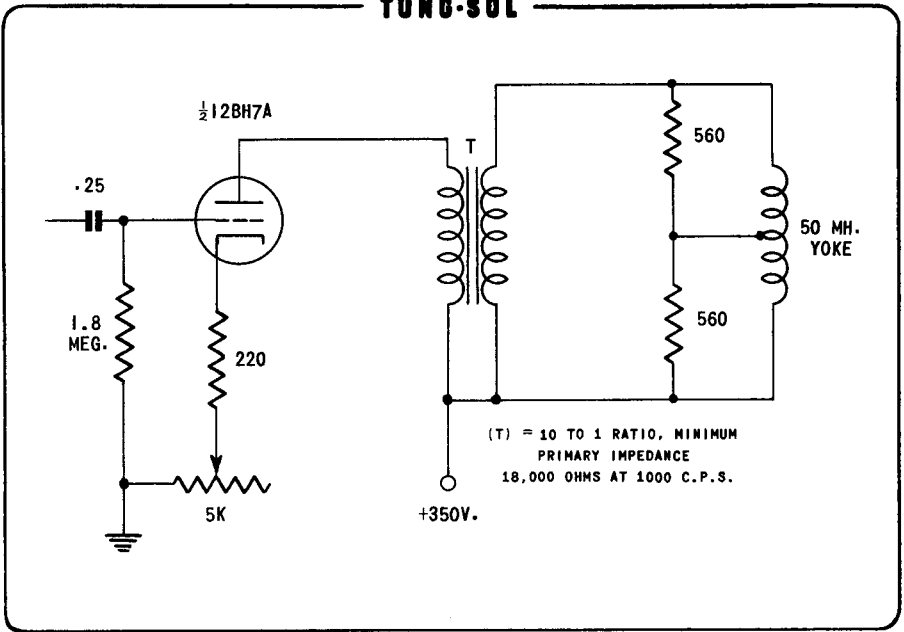 TUNG·SOL
½12BH7A
T
.25
560
50 MH.
YOKE
1.8
MEG.
220
560
(T) = 10 TO 1 RATIO, MINIMUM
PRIMARY IMPEDANCE
18,000 OHMS AT 1000 C.P.S.
5K
+350V.